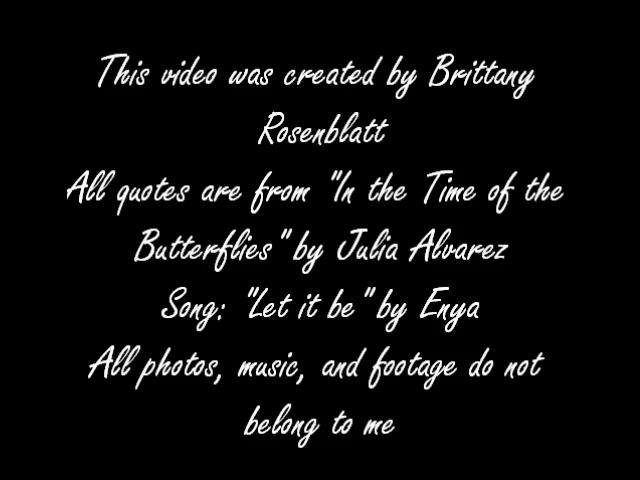 This video was created by Brittany
Rosenblatt
All quotes are from "In the Time of the
Butterflies" by Julia Alvarez
Song: "Let it be" by Enya
All photos, music, and footage do not
belong to me